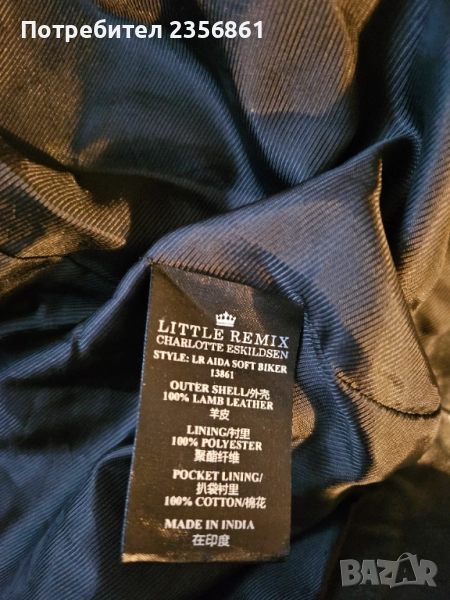 Потребител 2356861
LITTLE REMIX
CHARLOTTE ESKILDSEN
STYLE: LR AIDA SOFT BIKER
13861
OUTER SHELL/外壳
100% LAMB LEATHER
羊皮
LINING/衬里
100% POLYESTER
聚酯纤维
POCKET LINING/
扒袋衬里
100% COTTON/棉花
MADE IN INDIA
在印度
BAZAR